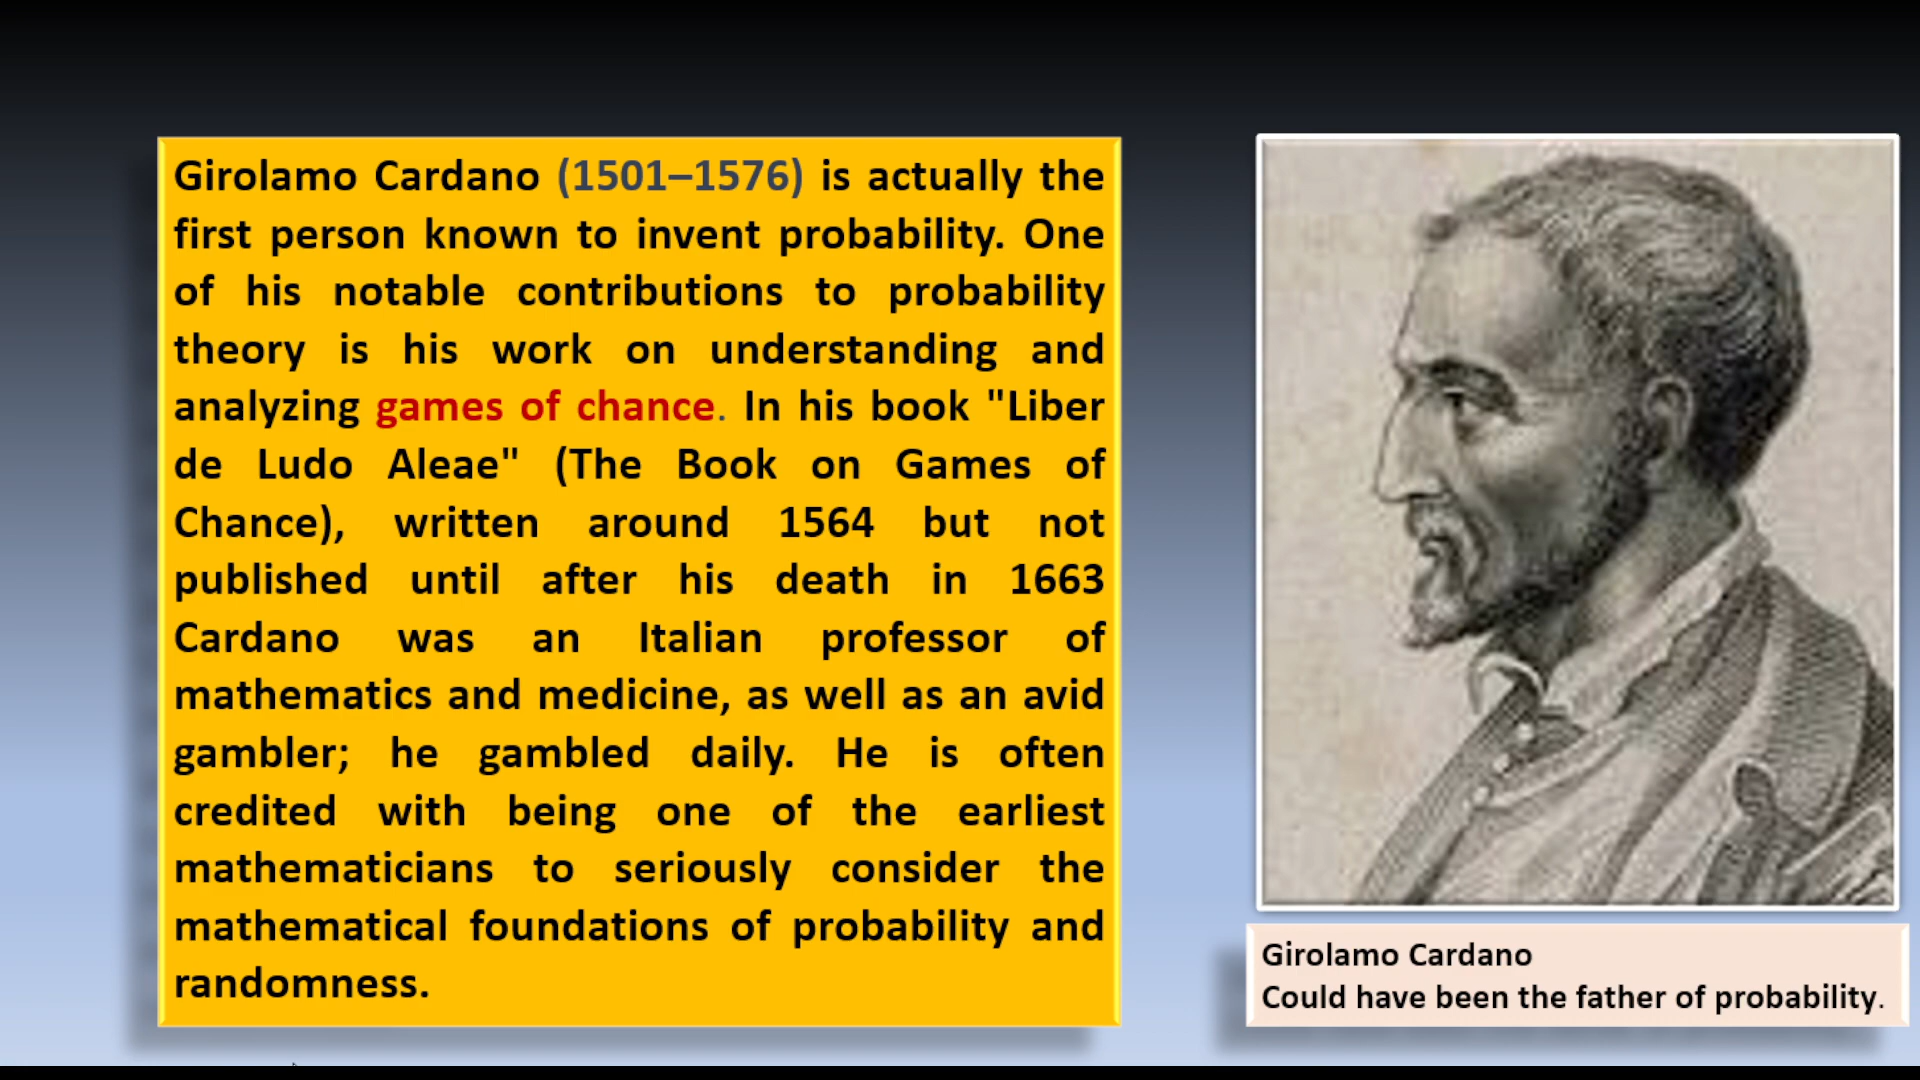 Girolamo Cardano (1501–1576) is actually the
first person known to invent probability. One
of his notable contributions to probability
theory is his work on understanding and
analyzing games of chance. In his book "Liber
de Ludo Aleae" (The Book on Games of
Chance), written around 1564 but not
published until after his death in 1663
Cardano was an Italian professor of
mathematics and medicine, as well as an avid
gambler; he gambled daily. He is often
credited with being one of the earliest
mathematicians to seriously consider the
mathematical foundations of probability and
randomness.
Girolamo Cardano
Could have been the father of probability.